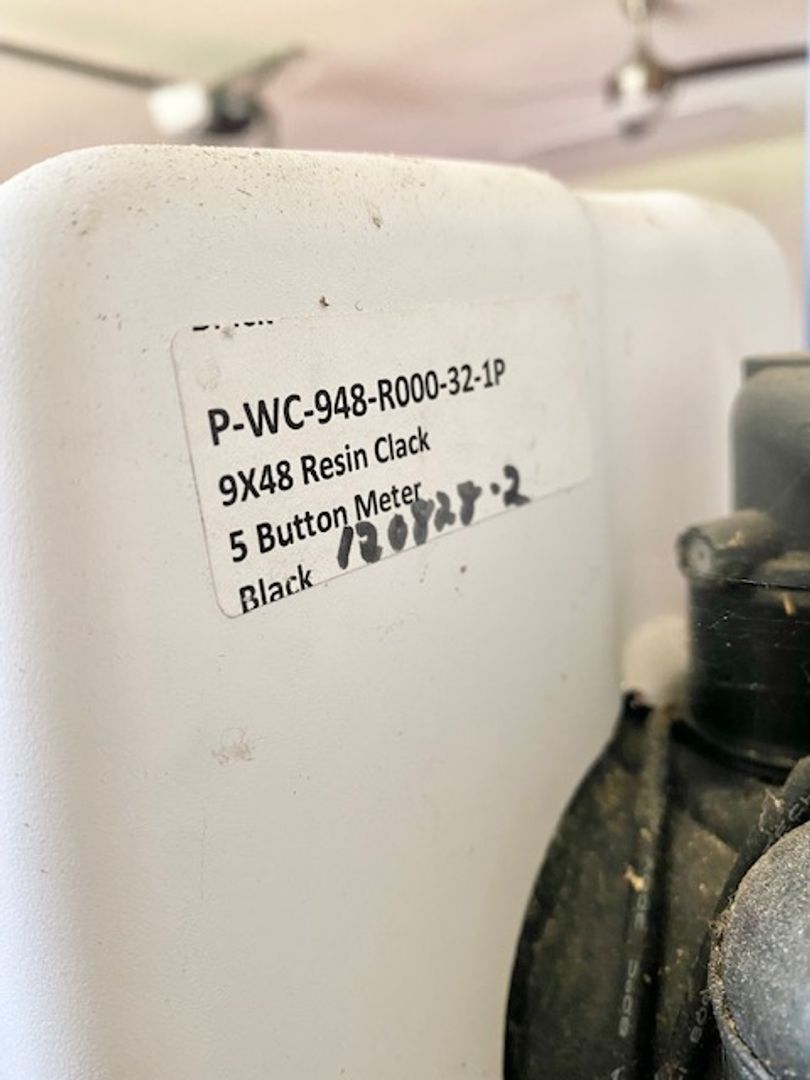 P-WC-948-R000-32-1P
9X48 Resin Clack
5 Button Meter
120828-2
Black